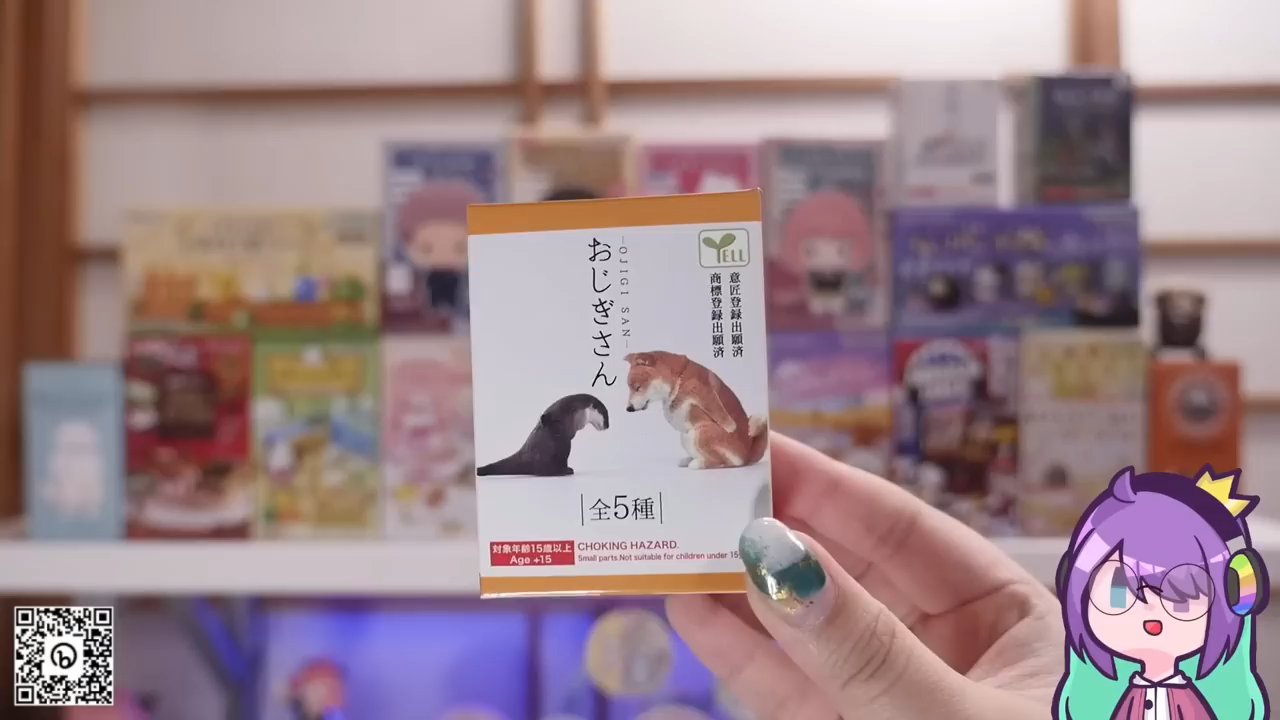 おじぎさん
—OJIGI SAN—
YELL
意匠登録出願済
商標登録出願済
全5種
対象年齢15歳以上
Age +15
CHOKING HAZARD.
Small parts.Not suitable for children under 15